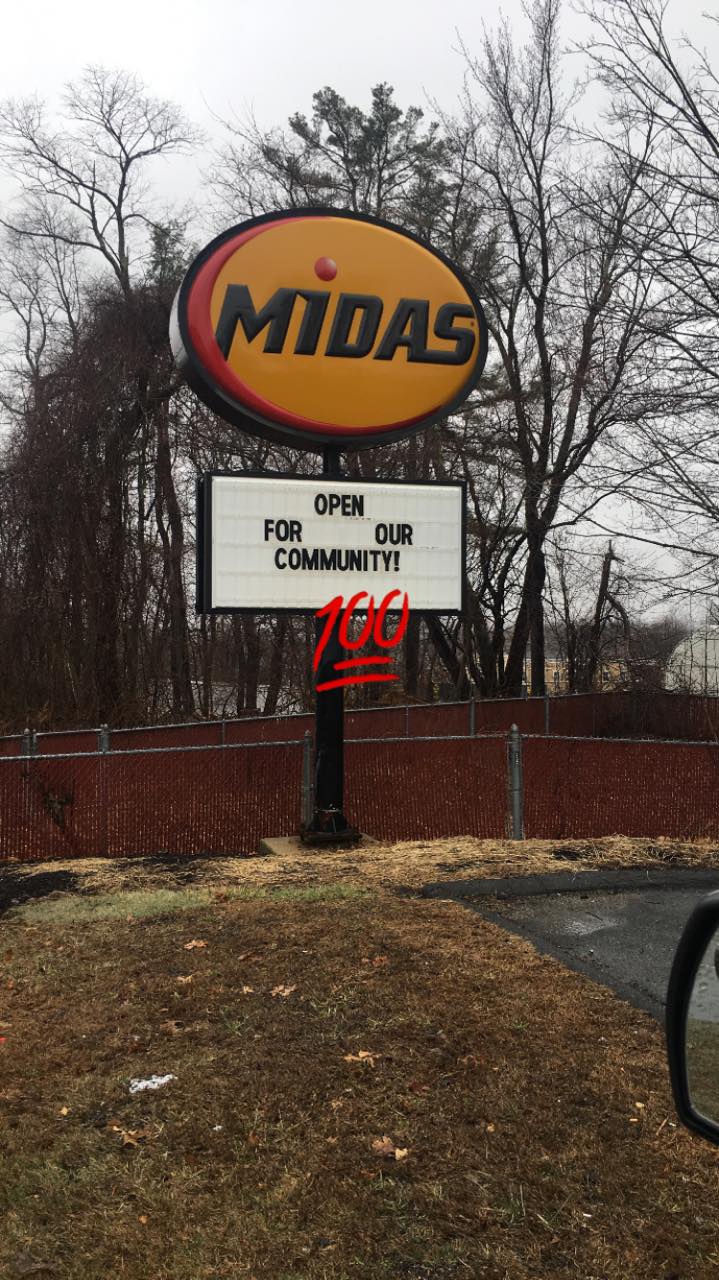 MIDAS
OPEN
FOR OUR
COMMUNITY!
100